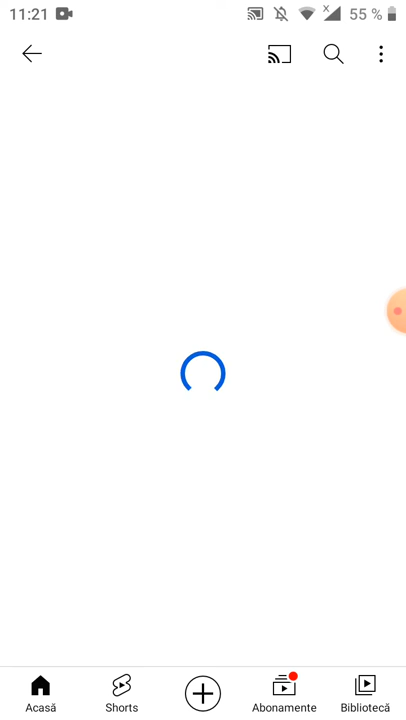 11:21
x
55 %
Acasă
Shorts
Abonamente
Bibliotecă